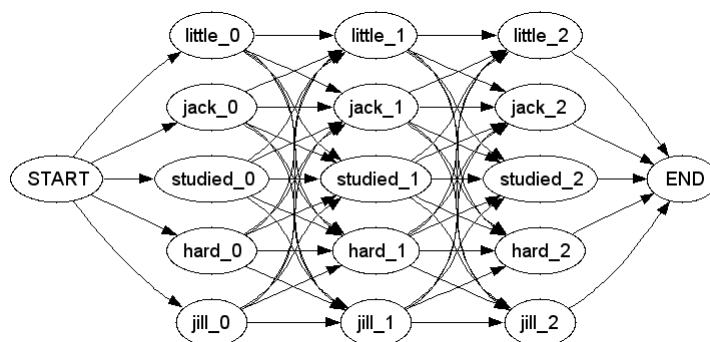 little_0 little_1 little_2
jack_0 jack_1 jack_2
START studied_0 studied_1 studied_2 END
hard_0 hard_1 hard_2
jill_0 jill_1 jill_2